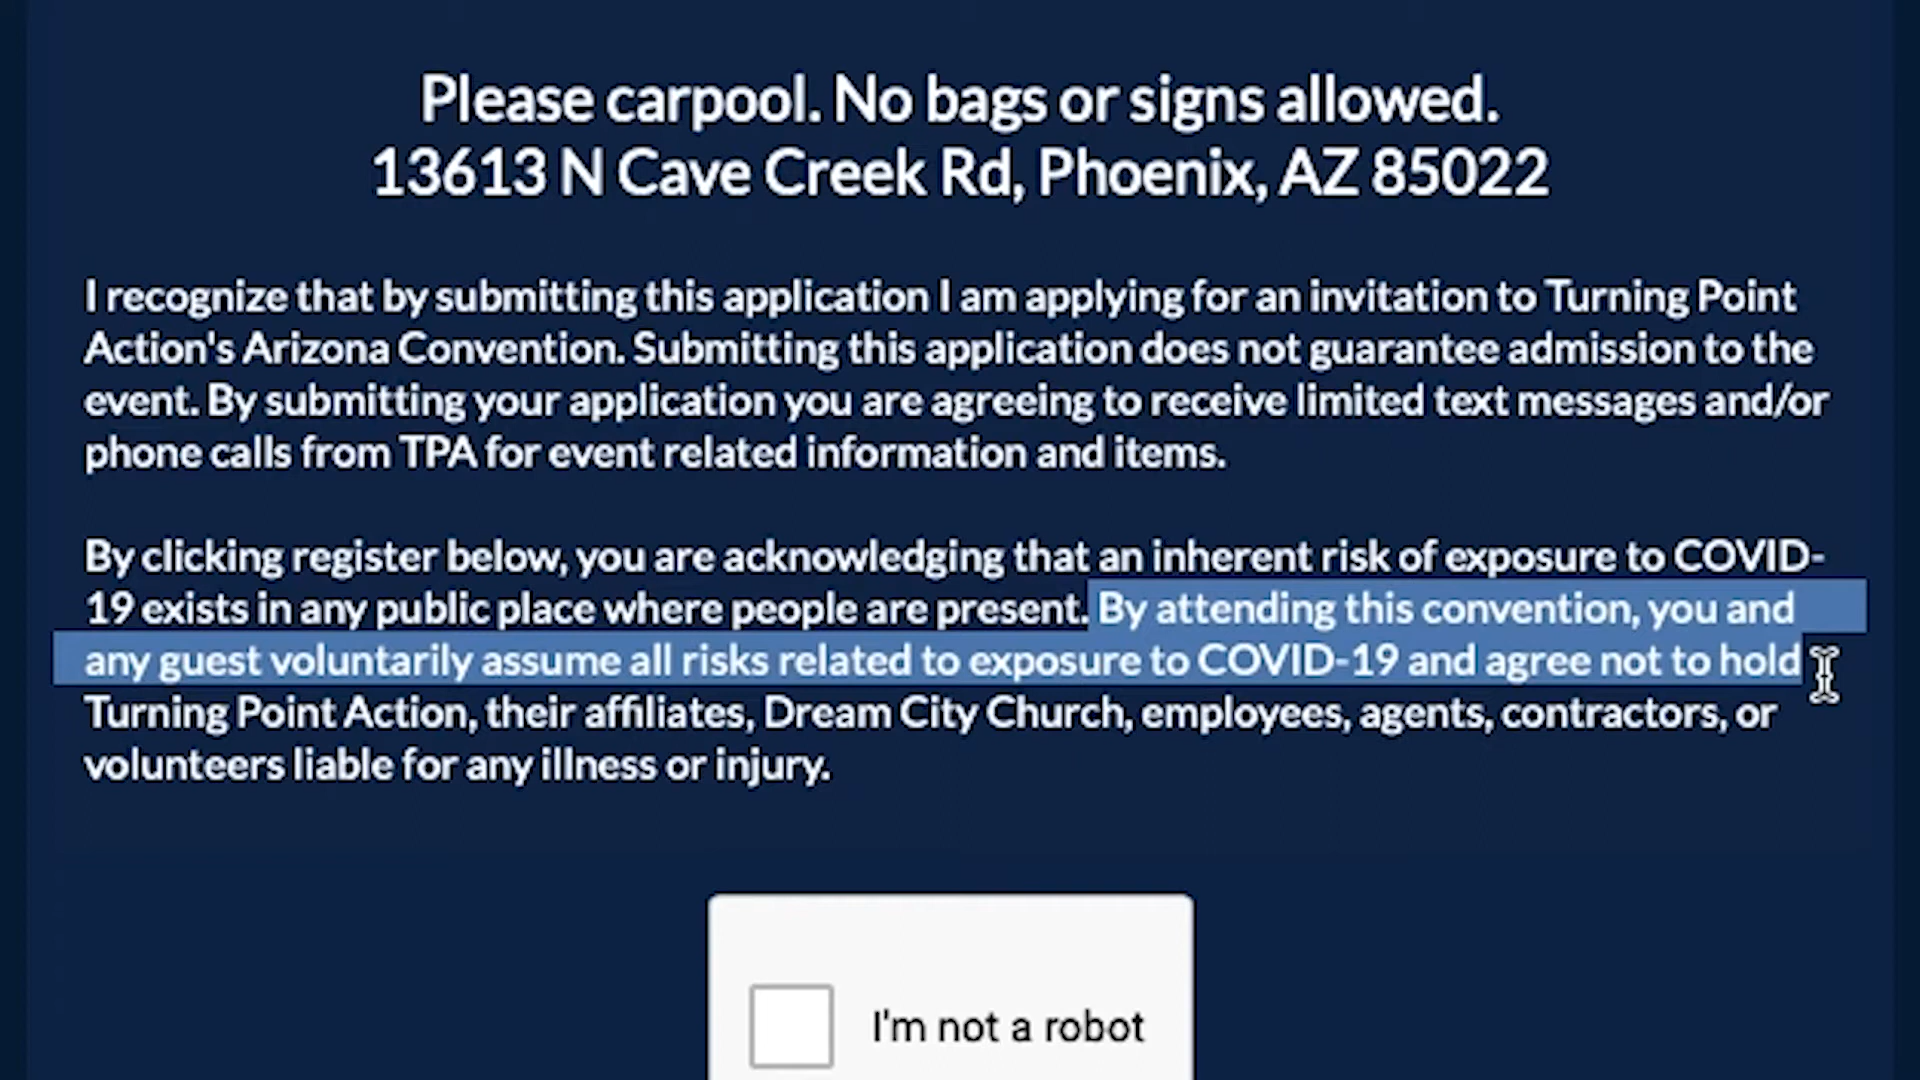 Please carpool. No bags or signs allowed.
13613 N Cave Creek Rd, Phoenix, AZ 85022
I recognize that by submitting this application I am applying for an invitation to Turning Point
Action's Arizona Convention. Submitting this application does not guarantee admission to the
event. By submitting your application you are agreeing to receive limited text messages and/or
phone calls from TPA for event related information and items.
By clicking register below, you are acknowledging that an inherent risk of exposure to COVID-
19 exists in any public place where people are present. By attending this convention, you and
any guest voluntarily assume all risks related to exposure to COVID-19 and agree not to hold
Turning Point Action, their affiliates, Dream City Church, employees, agents, contractors, or
volunteers liable for any illness or injury.
I'm not a robot